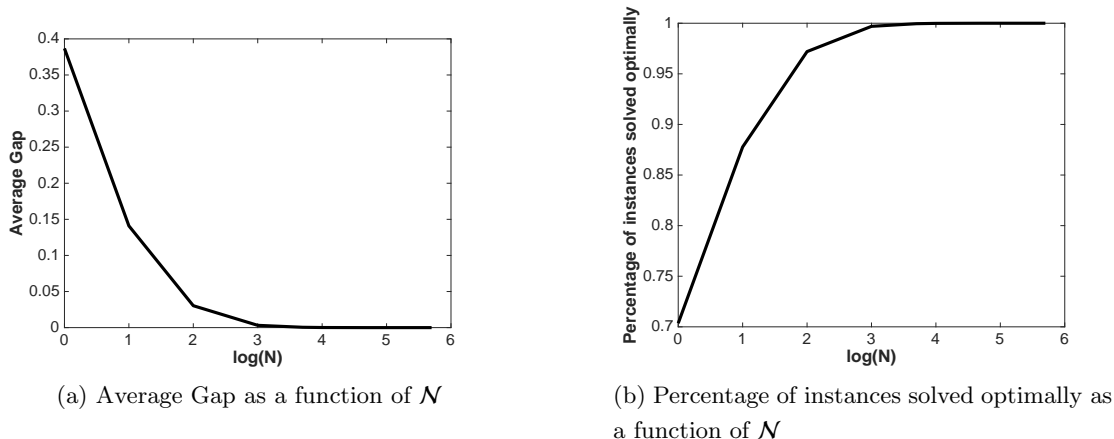 0.4
0.35
0.3
0.25
0.2
0.15
0.1
0.05
0
Average Gap
0 1 2 3 4 5 6
log(N)
(a) Average Gap as a function of 𝒩
1
0.95
0.9
0.85
0.8
0.75
0.7
Percentage of instances solved optimally
0 1 2 3 4 5 6
log(N)
(b) Percentage of instances solved optimally as
a function of 𝒩